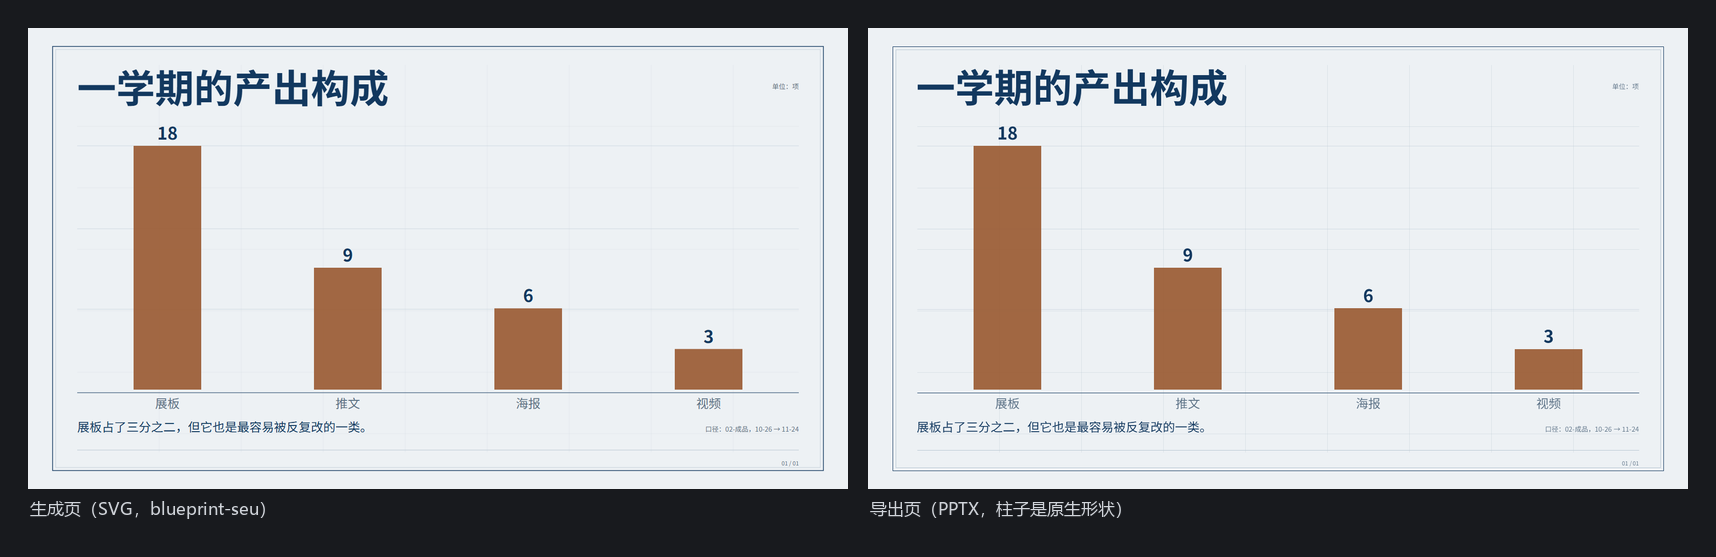 一学期的产出构成
单位：项
18
9
6
3
展板 推文 海报 视频
展板占了三分之二，但它也是最容易被反复改的一类。
口径：02-成品，10-26 → 11-24
01 / 01
生成页（SVG，blueprint-seu）
一学期的产出构成
单位：项
18
9
6
3
展板 推文 海报 视频
展板占了三分之二，但它也是最容易被反复改的一类。
口径：02-成品，10-26 → 11-24
01 / 01
导出页（PPTX，柱子是原生形状）